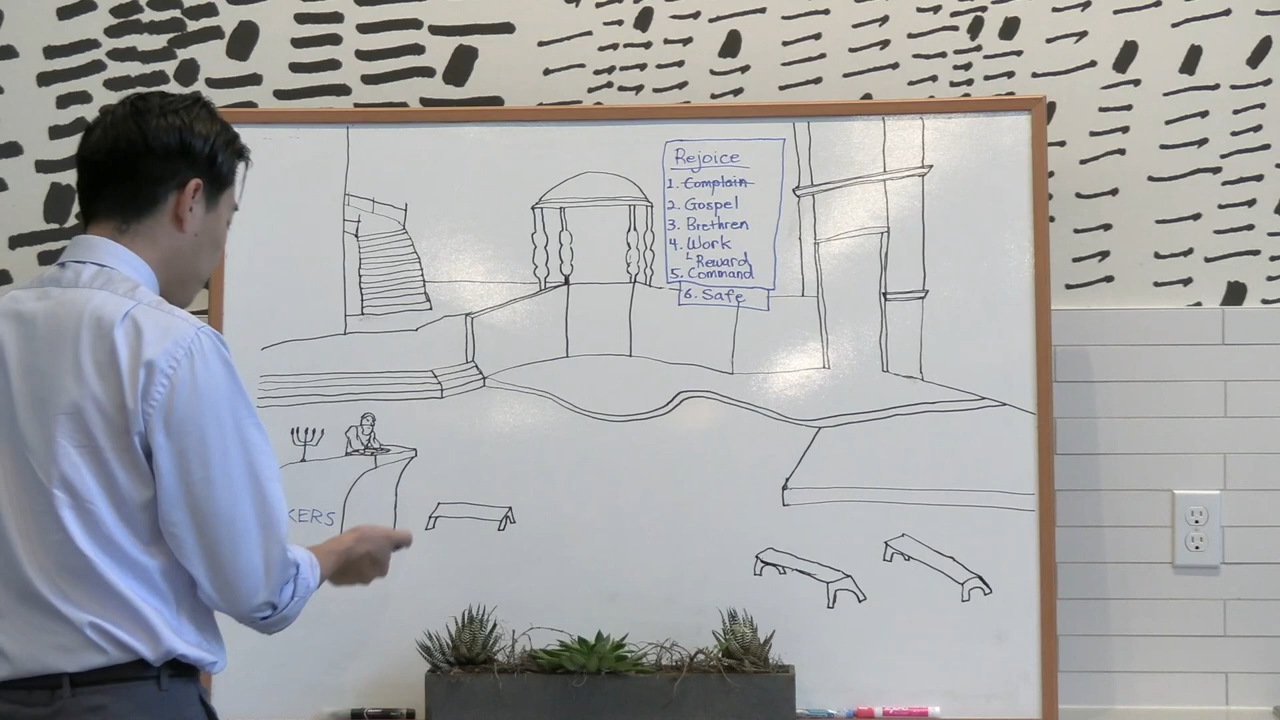 Rejoice
1. Complain
2. Gospel
3. Brethren
4. Work
Reward
5. Command
6. Safe
KERS